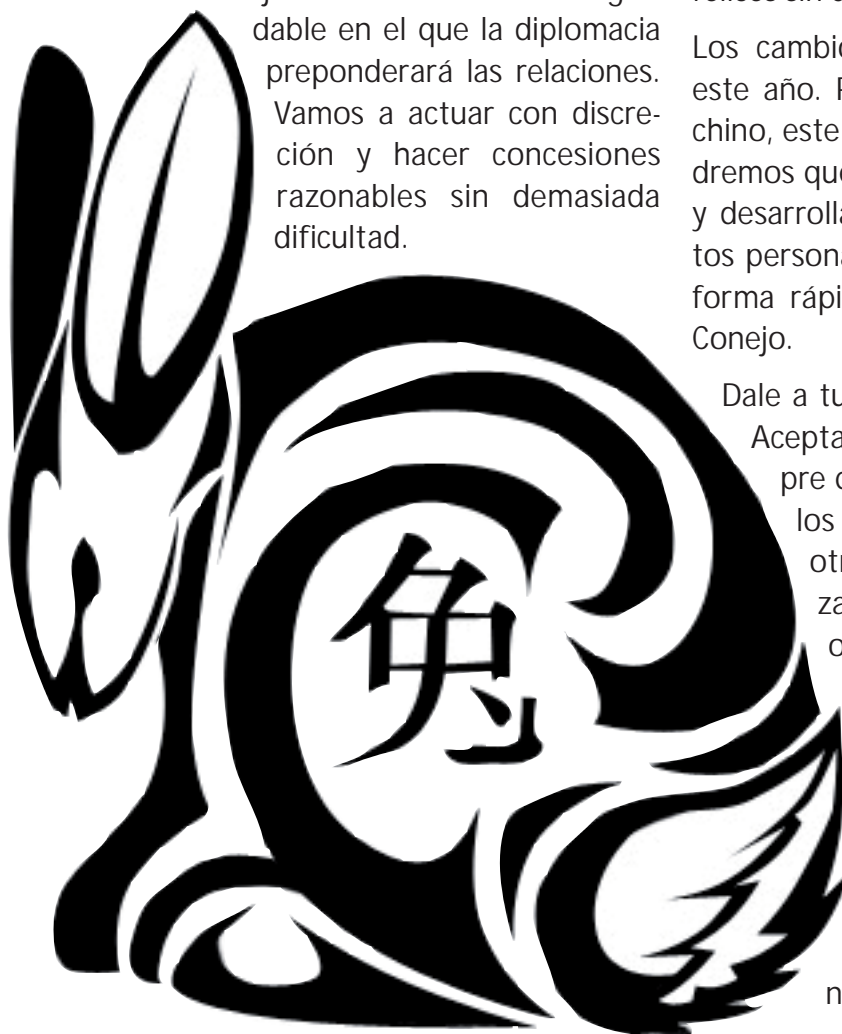 dable en el que la diplomacia
preponderará las relaciones.
Vamos a actuar con discre-
ción y hacer concesiones
razonables sin demasiada
dificultad.
Los cambio
este año.
chino, este
dremos que
y desarrolla
tos persona
forma rápi
Conejo.
Dale a tu
Acepta
pre
los
otr
za
o
n
兔